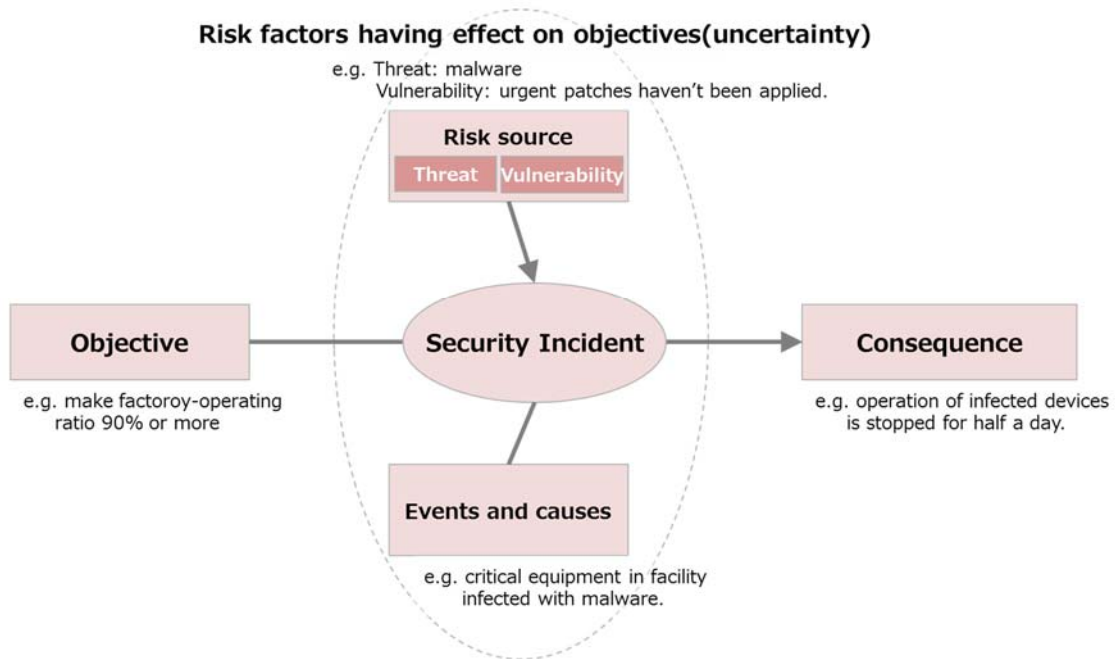 Risk factors having effect on objectives(uncertainty)
e.g. Threat: malware
Vulnerability: urgent patches haven’t been applied.
Risk source
Threat
Vulnerability
Objective
Security Incident
Consequence
e.g. make factoroy-operating
ratio 90% or more
e.g. operation of infected devices
is stopped for half a day.
Events and causes
e.g. critical equipment in facility
infected with malware.